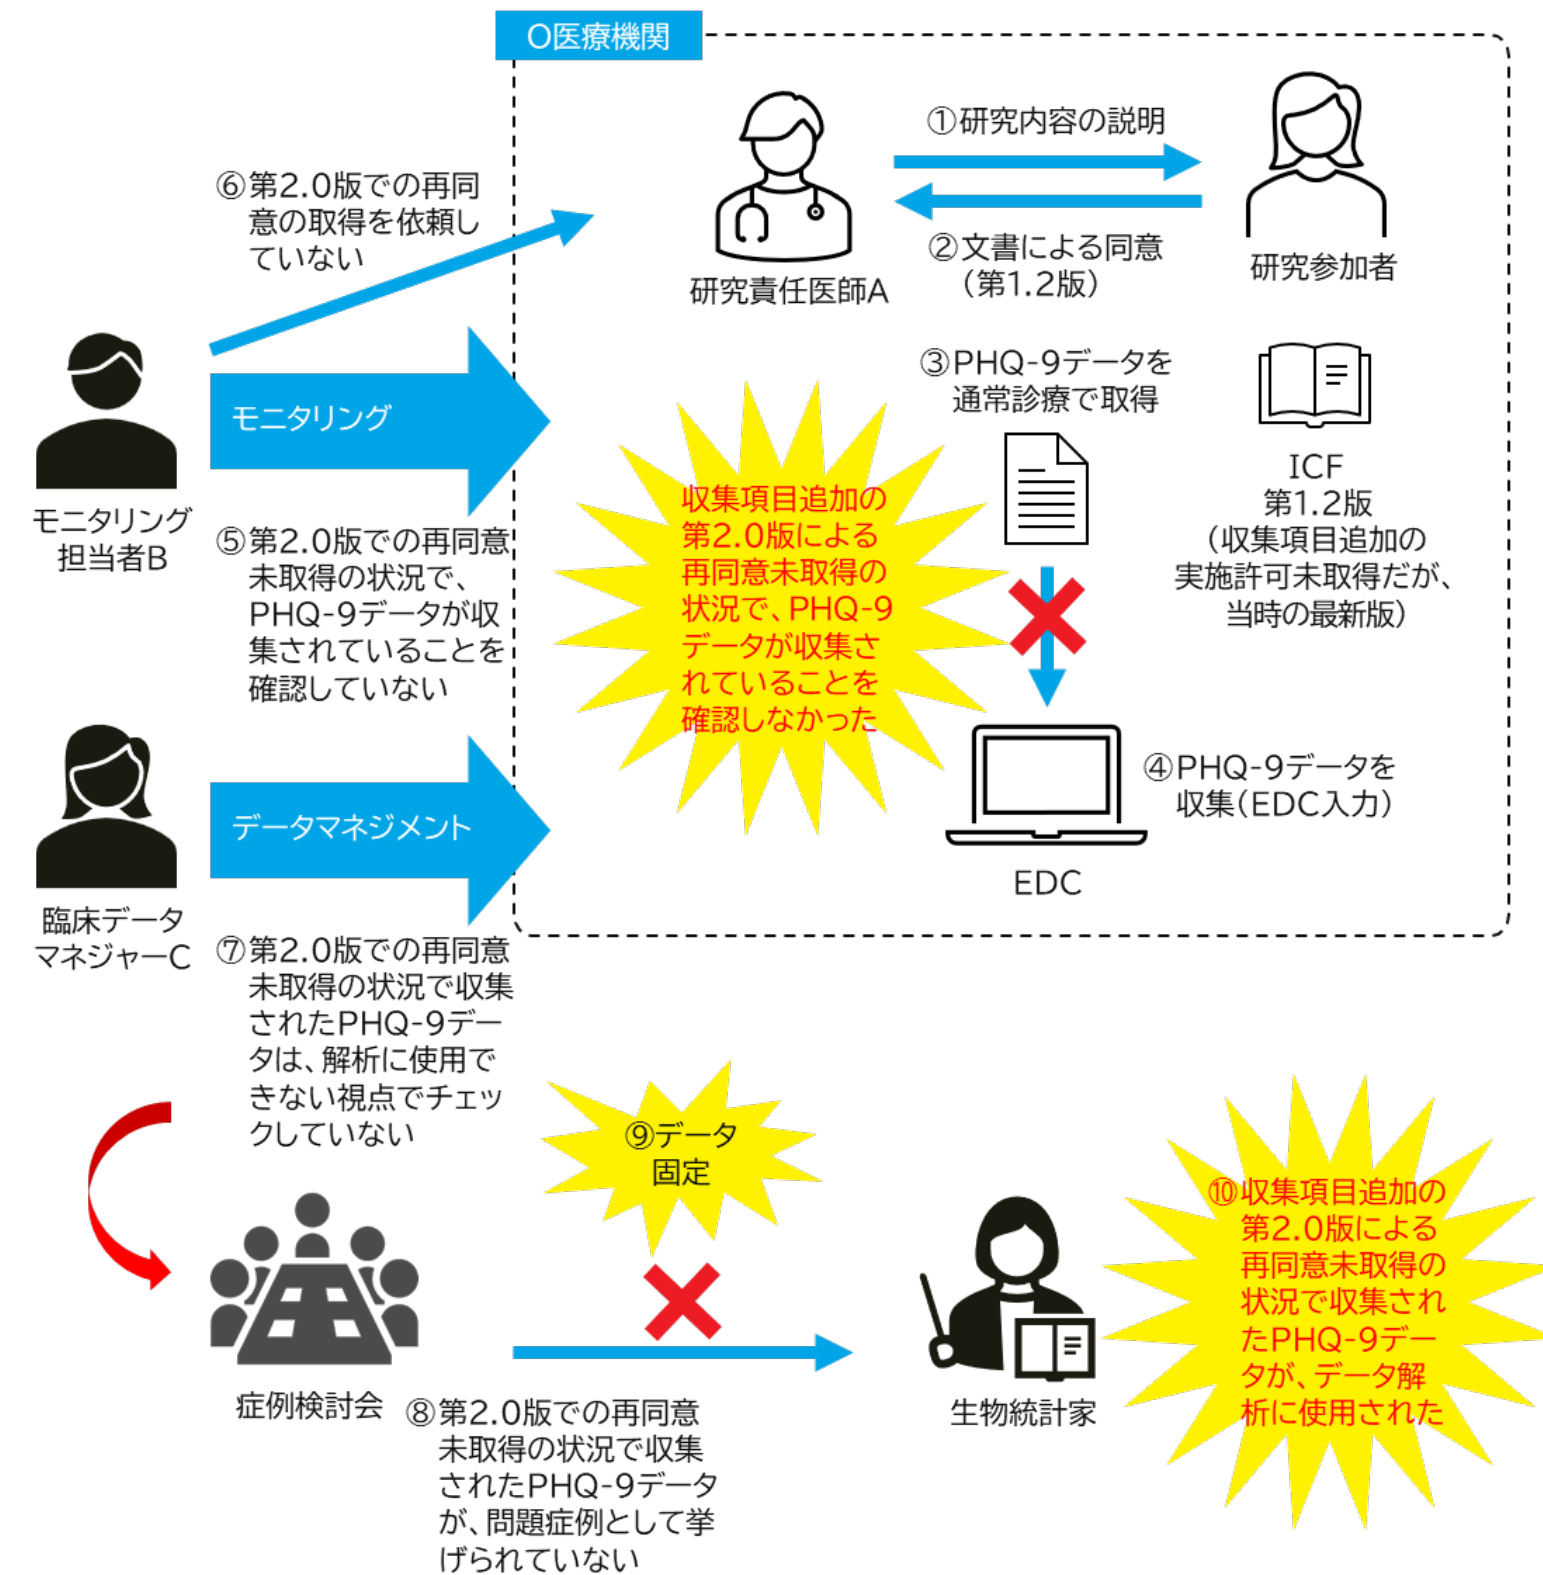 O医療機関
①研究内容の説明
②文書による同意
（第1.2版）
研究責任医師A
研究参加者
⑥第2.0版での再同
意の取得を依頼し
ていない
モニタリング
担当者B
モニタリング
⑤第2.0版での再同意
未取得の状況で、
PHQ-9データが収
集されていることを
確認していない
③PHQ-9データを
通常診療で取得
ICF
第1.2版
（収集項目追加の
実施許可未取得だが、
当時の最新版）
収集項目追加の
第2.0版による
再同意未取得の
状況で、PHQ-9
データが収集さ
れていることを
確認しなかった
④PHQ-9データを
収集（EDC入力）
EDC
臨床データ
マネジャーC
データマネジメント
⑦第2.0版での再同意
未取得の状況で収集
されたPHQ-9デー
タは、解析に使用で
きない視点でチェッ
クしていない
症例検討会
⑨データ
固定
⑧第2.0版での再同意
未取得の状況で収集
されたPHQ-9データ
が、問題症例として挙
げられていない
生物統計家
⑩収集項目追加の
第2.0版による
再同意未取得の
状況で収集され
たPHQ-9デー
タが、データ解
析に使用された